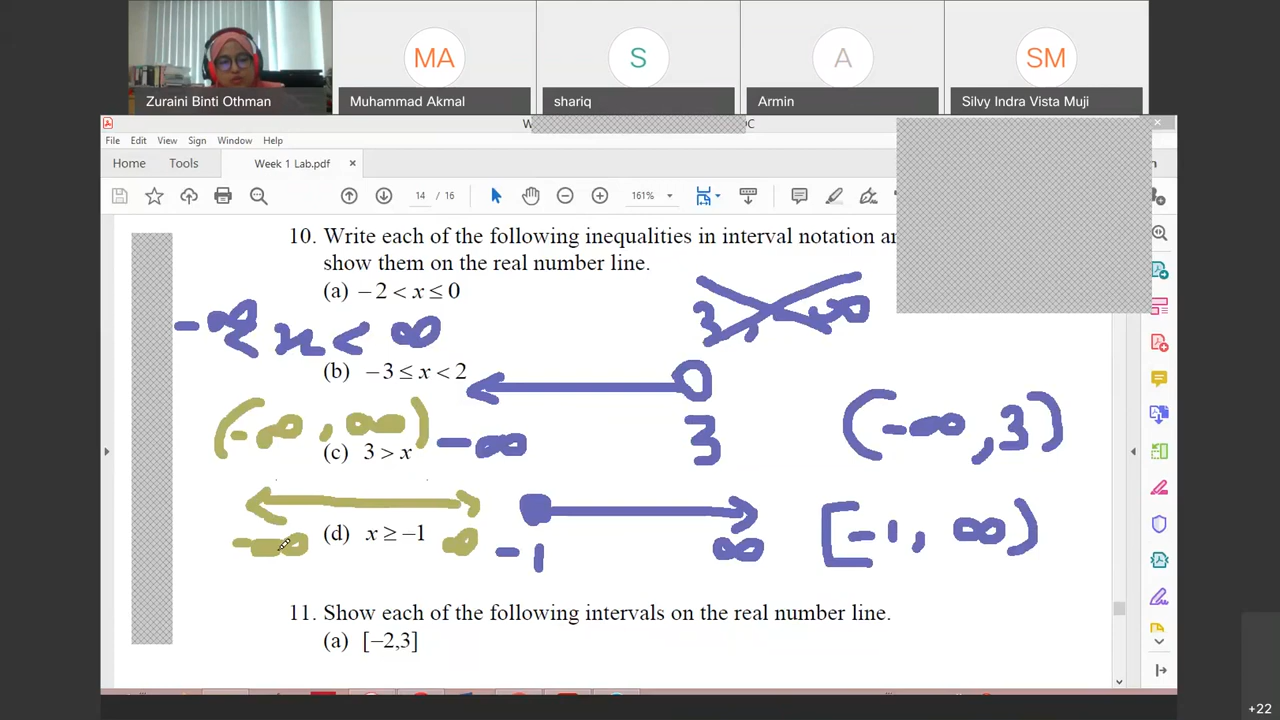 MA
S
A
SM
Zuraini Binti Othman
Muhammad Akmal
shariq
Armin
Silvy Indra Vista Muji
File Edit View Sign Window Help
Home Tools Week 1 Lab.pdf
14 / 16 161%
10. Write each of the following inequalities in interval notation
show them on the real number line.
(a) −2 < x ≤ 0
3, ∞
-∞ < x < ∞
(b) −3 ≤ x < 2
(-∞, ∞)
-∞ 3
(-∞, 3)
(c) 3 > x
(d) x ≥ −1
-∞ ∞
-1 ∞
[-1, ∞)
11. Show each of the following intervals on the real number line.
(a) [−2,3]
+22